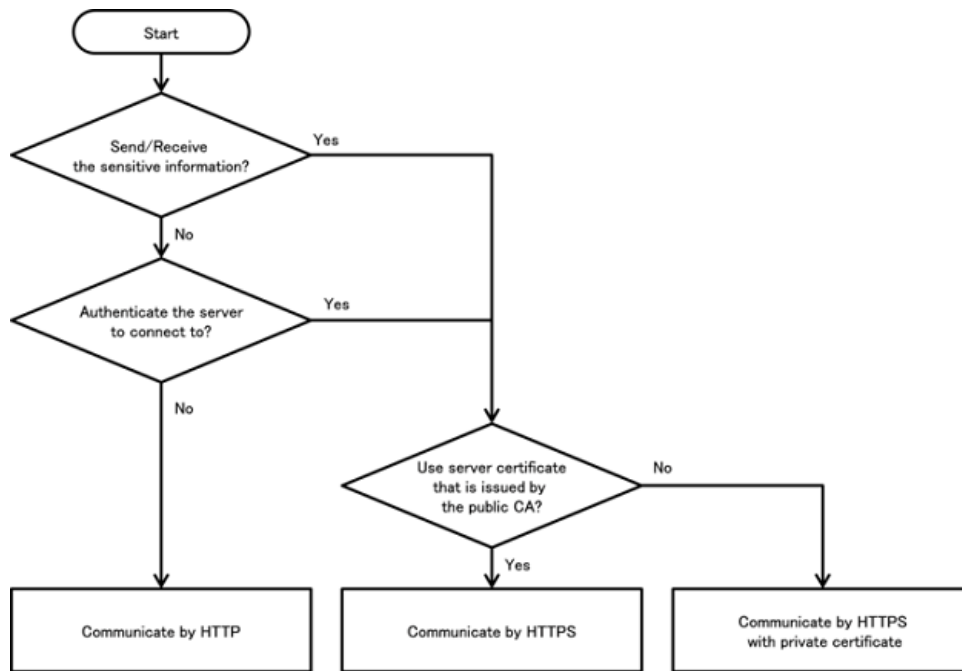 Start
Send/Receive
the sensitive information?
Yes
No
Authenticate the server
to connect to?
Yes
No
Use server certificate
that is issued by
the public CA?
No
Yes
Communicate by HTTP
Communicate by HTTPS
Communicate by HTTPS
with private certificate